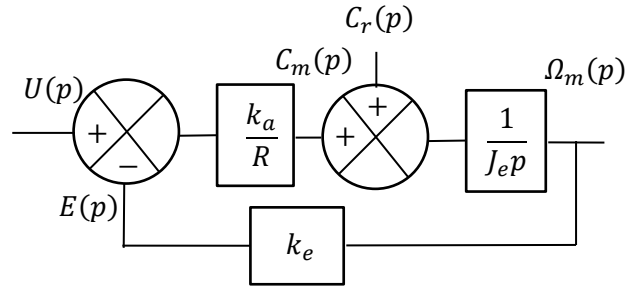 C_r(p)
U(p)
C_m(p)
Ω_m(p)
+
−
k_a
R
+
+
1
J_e p
E(p)
k_e